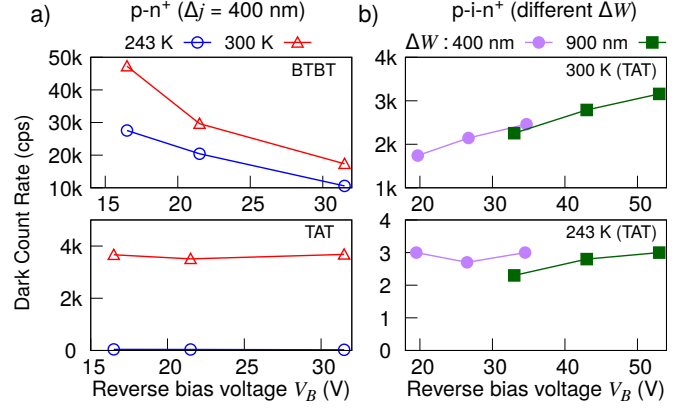 a) p-n⁺ (Δj = 400 nm)
243 K 300 K
BTBT
50k
40k
30k
20k
10k
15 20 25 30
TAT
4k
2k
0
15 20 25 30
Reverse bias voltage V_B (V)
Dark Count Rate (cps)
b) p-i-n⁺ (different ΔW)
ΔW : 400 nm 900 nm
300 K (TAT)
4k
3k
2k
1k
20 30 40 50
243 K (TAT)
4
3
2
1
0
20 30 40 50
Reverse bias voltage V_B (V)